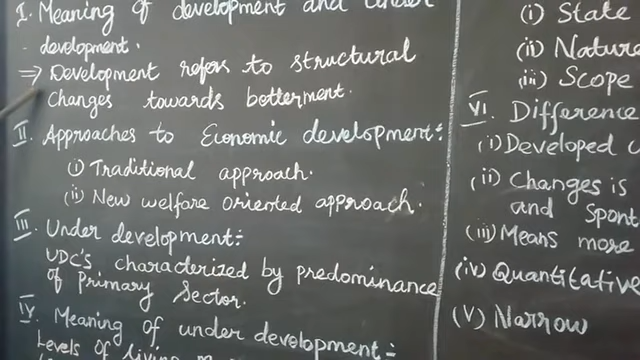 I. Meaning of development and under
development.
⇒ Development refers to structural
changes towards betterment.
II. Approaches to Economic development:
(i) Traditional approach.
(ii) New welfare oriented approach.
III. Under development:
UDC's characterized by predominance
of Primary Sector.
IV. Meaning of under development:-
Levels of living
(i) State
(ii) Nature
(iii) Scope
VI. Difference
(i) Developed
(ii) Changes is
and Spont
(iii) Means more
(iv) Quantitative
(V) Narrow